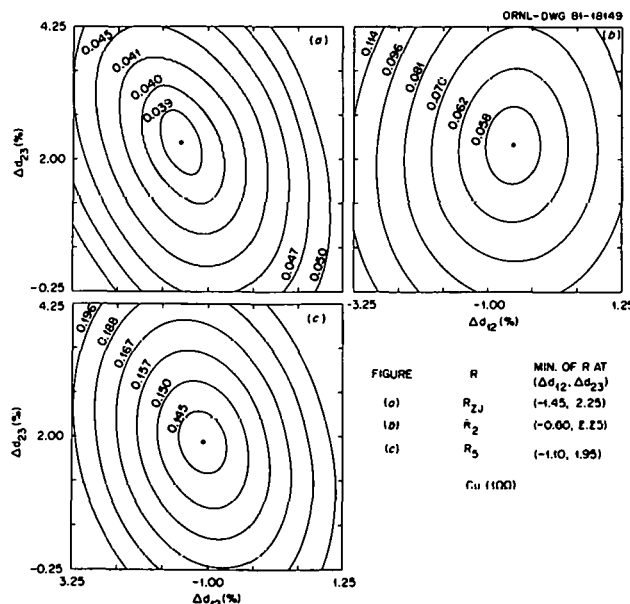 ORNL-DWG 81-18149
4.25
(a)
(b)
0.045
0.041
0.040
0.039
0.047
0.050
0.114
0.096
0.081
0.070
0.062
0.058
Δd23(%)
2.00
-0.25
-3.25
-1.00
1.25
Δd12(%)
4.25
(c)
0.196
0.188
0.167
0.157
0.150
0.145
Δd23(%)
2.00
-0.25
3.25
-1.00
1.25
Δd12(%)
FIGURE R MIN. OF R AT
(Δd12, Δd23)
(a) RZJ (-1.45, 2.25)
(b) R2 (-0.60,
(c) R5 (-1.10, 1.95)
Cu (100)